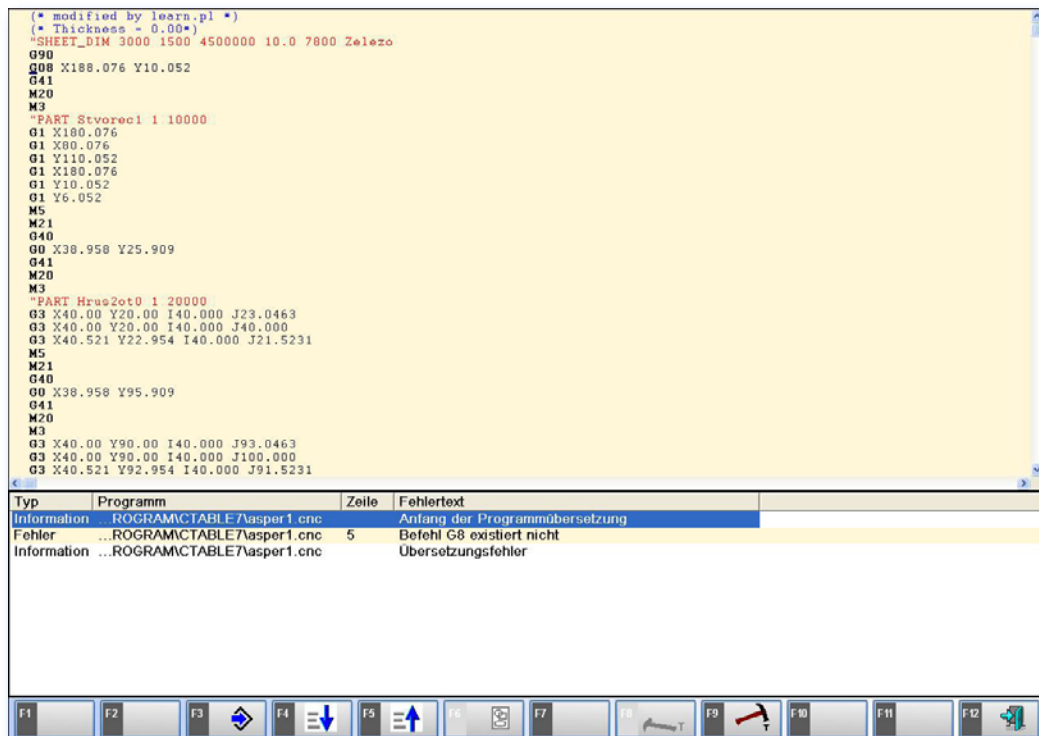 (* modified by learn.pl *)
(* Thickness = 0.00*)
"SHEET_DIM 3000 1500 4500000 10.0 7800 Zelezo
G90
G08 X188.076 Y10.052
G41
M20
M3
"PART Stvorec1 1 10000
G1 X180.076
G1 X80.076
G1 Y110.052
G1 X180.076
G1 Y10.052
G1 Y6.052
M5
M21
G40
G0 X38.958 Y25.909
G41
M20
M3
"PART Hrus2ot0 1 20000
G3 X40.00 Y20.00 I40.000 J23.0463
G3 X40.00 Y20.00 I40.000 J40.000
G3 X40.521 Y22.954 I40.000 J21.5231
M5
M21
G40
G0 X38.958 Y95.909
G41
M20
M3
G3 X40.00 Y90.00 I40.000 J93.0463
G3 X40.00 Y90.00 I40.000 J100.000
G3 X40.521 Y92.954 I40.000 J91.5231
Typ Programm Zeile Fehlertext
Information ...ROGRAM\CTABLE7\asper1.cnc Anfang der Programmübersetzung
Fehler ...ROGRAM\CTABLE7\asper1.cnc 5 Befehl G8 existiert nicht
Information ...ROGRAM\CTABLE7\asper1.cnc Übersetzungsfehler
F1 F2 F3 F4 F5 F6 F7 F8 T F9 T F10 F11 F12